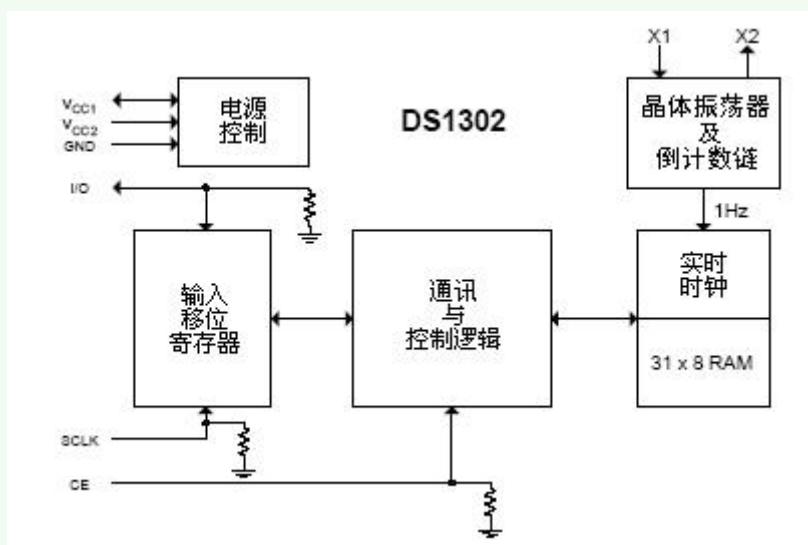 X1
X2
VCC1
VCC2
GND
电源
控制
DS1302
晶体振荡器
及
倒计数链
I/O
1Hz
输入
移位
寄存器
通讯
与
控制逻辑
实时
时钟
31 x 8 RAM
SCLK
CE